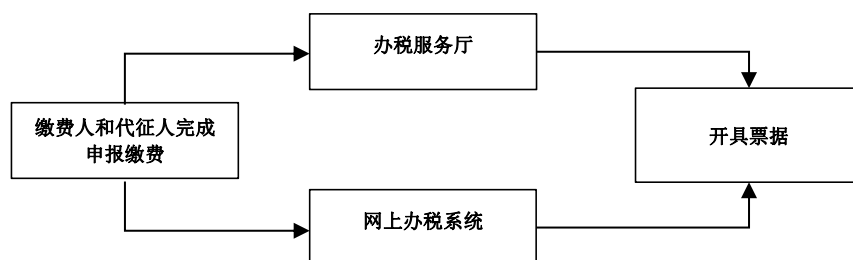 办税服务厅
缴费人和代征人完成
申报缴费
开具票据
网上办税系统